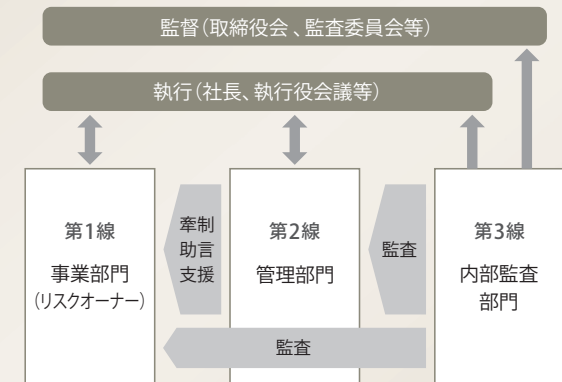 監督（取締役会、監査委員会等）
執行（社長、執行役会議等）
第1線
事業部門
（リスクオーナー）
牽制
助言
支援
第2線
管理部門
監査
第3線
内部監査
部門
監査